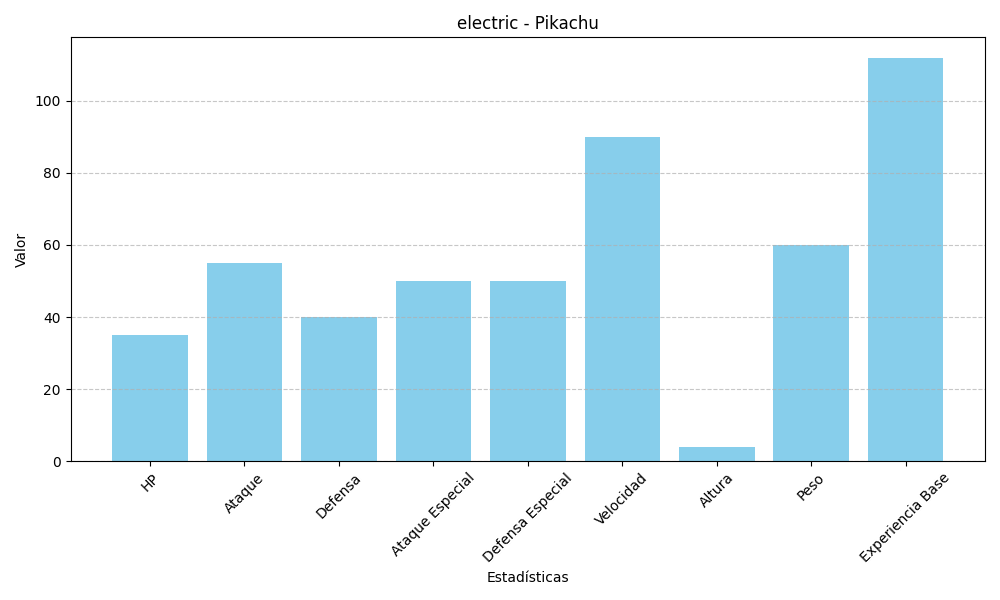 electric - Pikachu
Valor
100
80
60
40
20
0
HP
Ataque
Defensa
Ataque Especial
Defensa Especial
Velocidad
Altura
Peso
Experiencia Base
Estadísticas